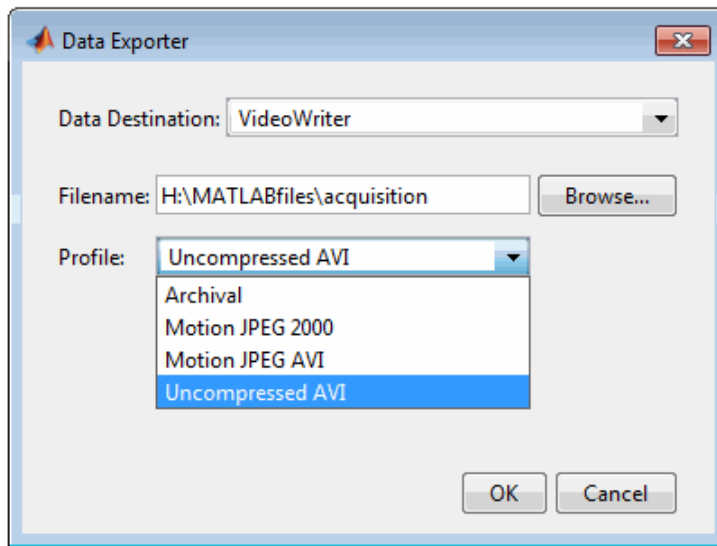 Data Exporter
Data Destination: VideoWriter
Filename: H:\MATLABfiles\acquisition Browse...
Profile: Uncompressed AVI
Archival
Motion JPEG 2000
Motion JPEG AVI
Uncompressed AVI
OK Cancel